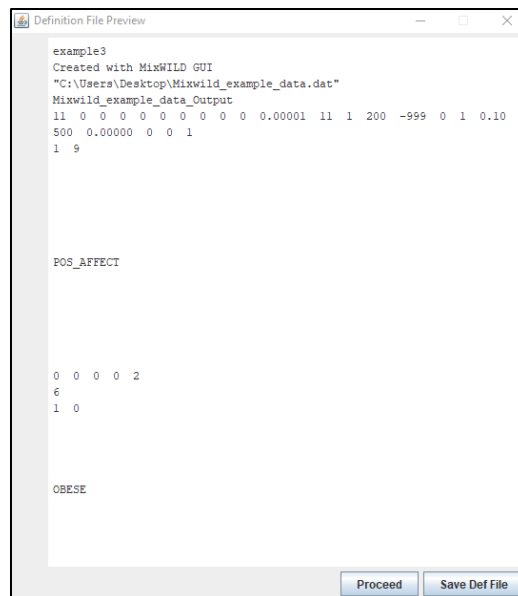 Definition File Preview
example3
Created with MixWILD GUI
"C:\Users\Desktop\Mixwild_example_data.dat"
Mixwild_example_data_Output
11 0 0 0 0 0 0 0 0 0 0.00001 11 1 200 -999 0 1 0.10
500 0.00000 0 0 1
1 9
POS_AFFECT
0 0 0 0 2
6
1 0
OBESE
Proceed Save Def File